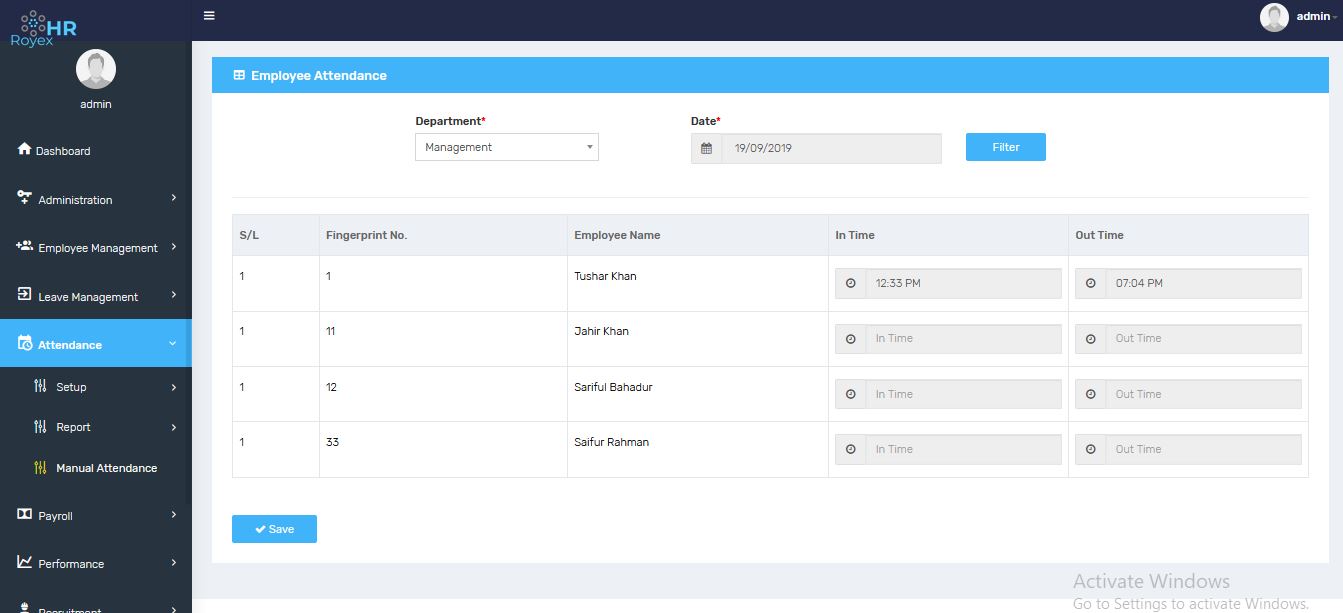 HR
Royex
admin
admin
Dashboard
Administration
Employee Management
Leave Management
Attendance
Setup
Report
Manual Attendance
Payroll
Performance
Recruitment
Employee Attendance
Department*
Management
Date*
19/09/2019
Filter
S/L Fingerprint No. Employee Name In Time Out Time
1 1 Tushar Khan 12:33 PM 07:04 PM
1 11 Jahir Khan In Time Out Time
1 12 Sariful Bahadur In Time Out Time
1 33 Saifur Rahman In Time Out Time
Save
Activate Windows
Go to Settings to activate Windows.